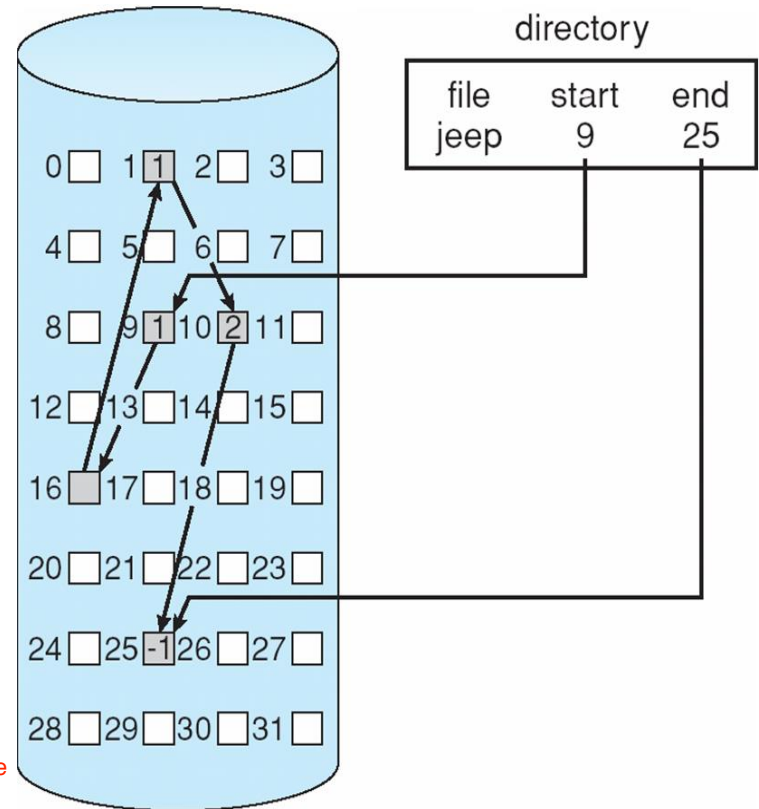 directory
file start end
jeep 9 25
0 1 1 2 3
4 5 6 7
8 9 1 10 2 11
12 13 14 15
16 17 18 19
20 21 22 23
24 25 -1 26 27
28 29 30 31
e